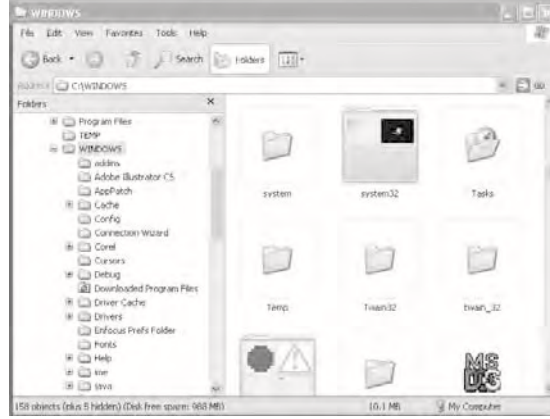 WINDOWS
File Edit View Favorites Tools Help
Back Search Folders
Address C:\WINDOWS
Folders
Program Files
TEMP
WINDOWS
addins
Adobe Illustrator CS
AppPatch
Cache
Config
Connection Wizard
Corel
Cursors
Debug
Downloaded Program Files
Driver Cache
Drivers
Enfocus Prefs Folder
Fonts
Help
ime
java
system
system32
Tasks
Temp
Twain32
twain_32
MS
DOS
158 objects (plus 5 hidden) (Disk free space: 988 MB)
10.1 MB
My Computer